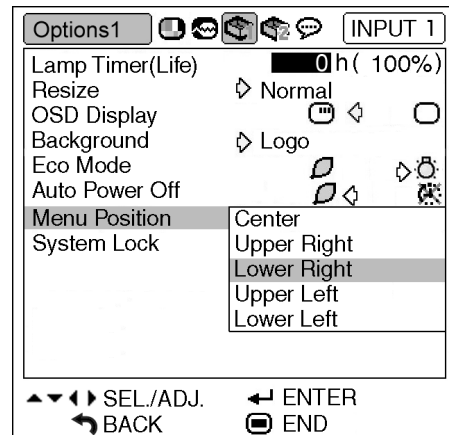 Options1 INPUT 1
Lamp Timer(Life) 0 h ( 100%)
Resize Normal
OSD Display
Background Logo
Eco Mode
Auto Power Off
Menu Position Center
System Lock Upper Right
Lower Right
Upper Left
Lower Left
SEL./ADJ. ENTER
BACK END